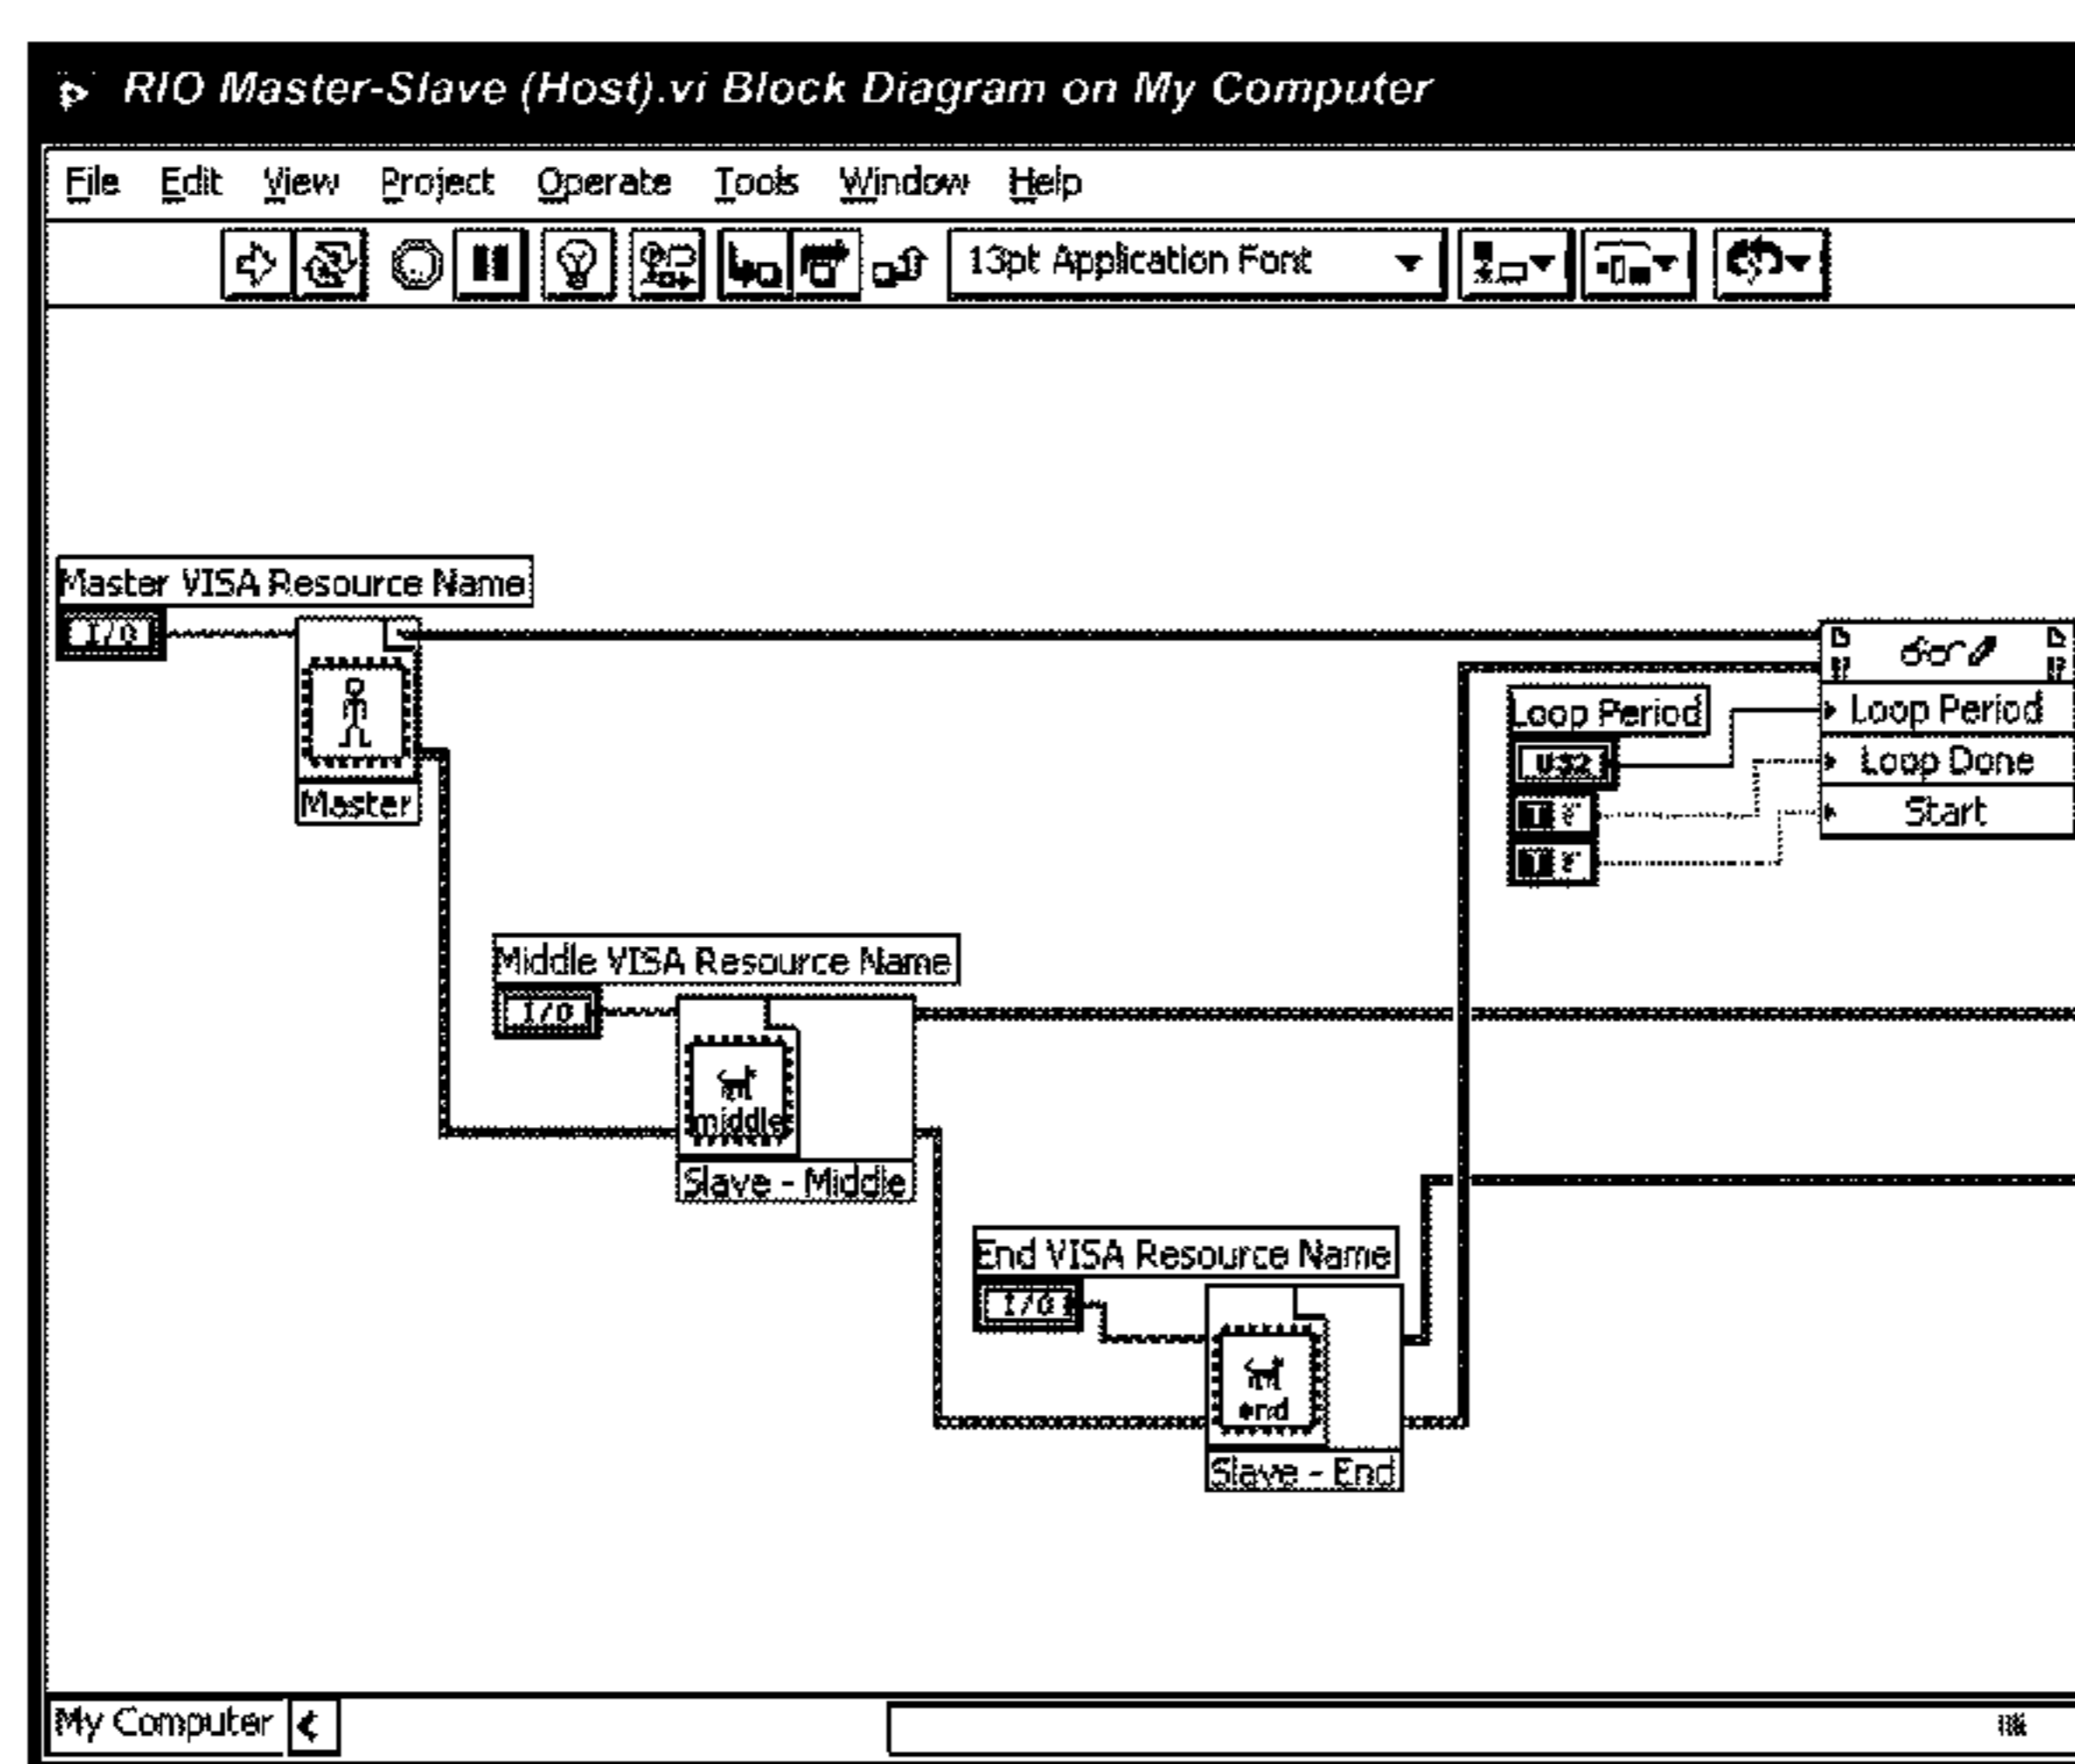 RIO Master-Slave (Host).vi Block Diagram on My Computer
File Edit View Project Operate Tools Window Help
13pt Application Font
Master VISA Resource Name
I/O
Master
Loop Period
U32
T F
T F
Loop Period
Loop Done
Start
Middle VISA Resource Name
I/O
middle
Slave - Middle
End VISA Resource Name
I/O
end
Slave - End
My Computer